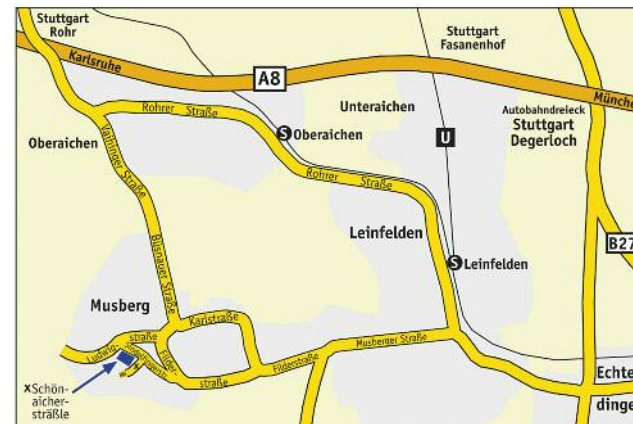 Stuttgart
Rohr
Karlsruhe
A8
Stuttgart
Fasanenhof
Münche
Rohrer Straße
Unteraichen
Autobahndreieck
Stuttgart
Degerloch
Oberaichen
S Oberaichen
U
Vaihinger Straße
Rohrer Straße
Leinfelden
B27
S Leinfelden
Büsnauer Straße
Musberg
Karlstraße
Ludwig-
straße
Filder-
straße
Filderstraße
Musberger Straße
Echte
dinge
x Schön-
aicher-
sträßle